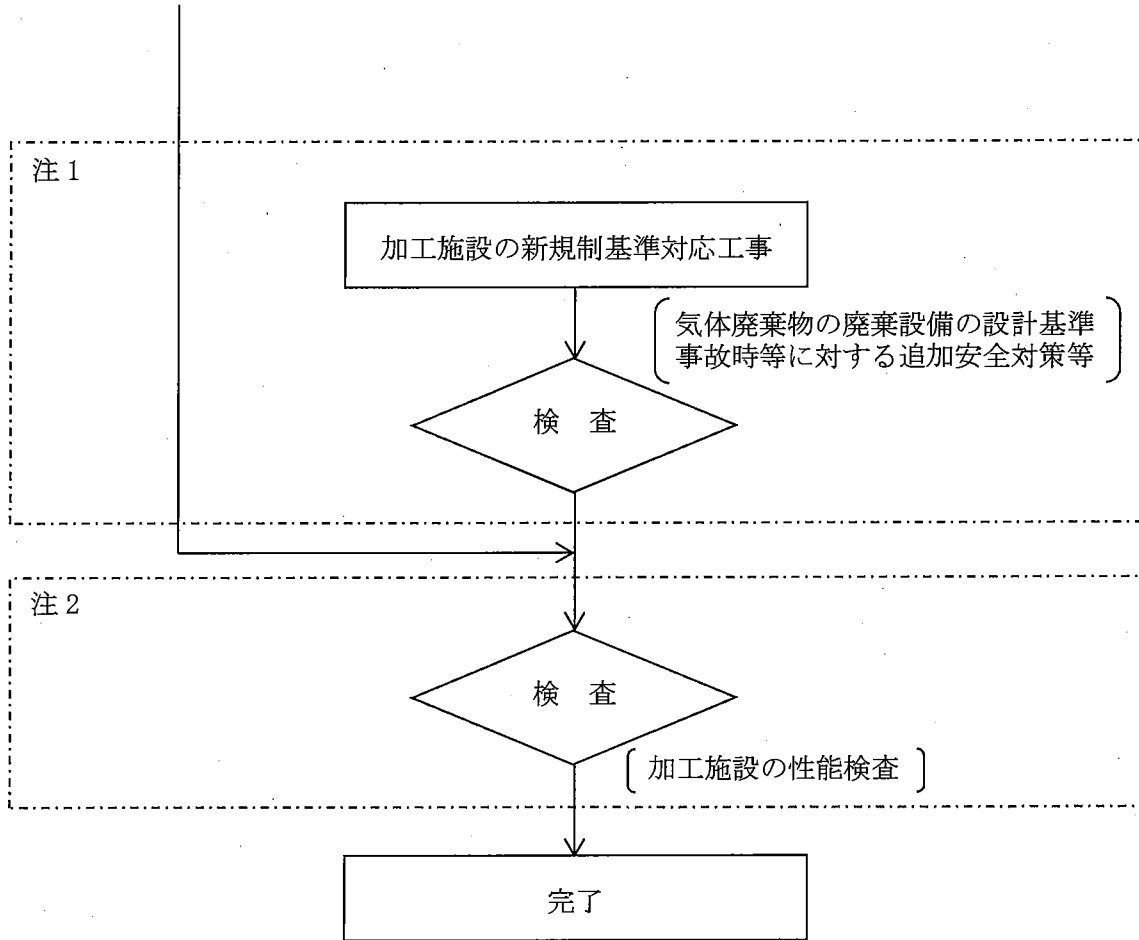 注1
加工施設の新規制基準対応工事
気体廃棄物の廃棄設備の設計基準
事故時等に対する追加安全対策等
検　査
注2
検　査
加工施設の性能検査
完了